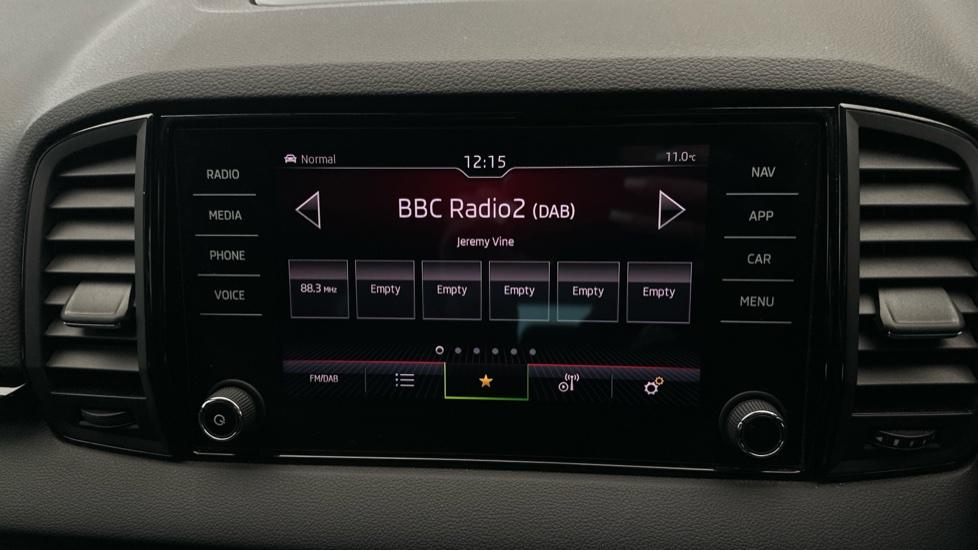 Normal 12:15 11.0°C
RADIO
MEDIA
PHONE
VOICE
BBC Radio2 (DAB)
Jeremy Vine
88.3 MHz Empty Empty Empty Empty Empty
FM/DAB
NAV
APP
CAR
MENU